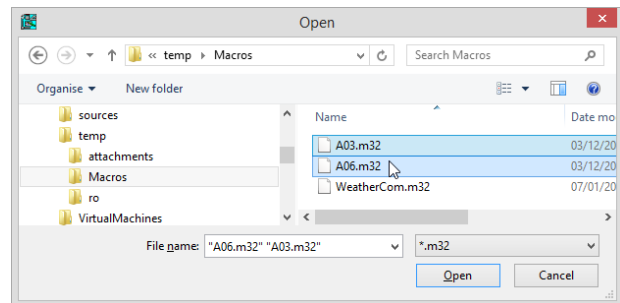 Open
« temp Macros Search Macros
Organise New folder
sources Name Date mo
temp A03.m32 03/12/20
attachments A06.m32 03/12/20
Macros WeatherCom.m32 07/01/20
ro
VirtualMachines
File name: "A06.m32" "A03.m32" *.m32
Open Cancel